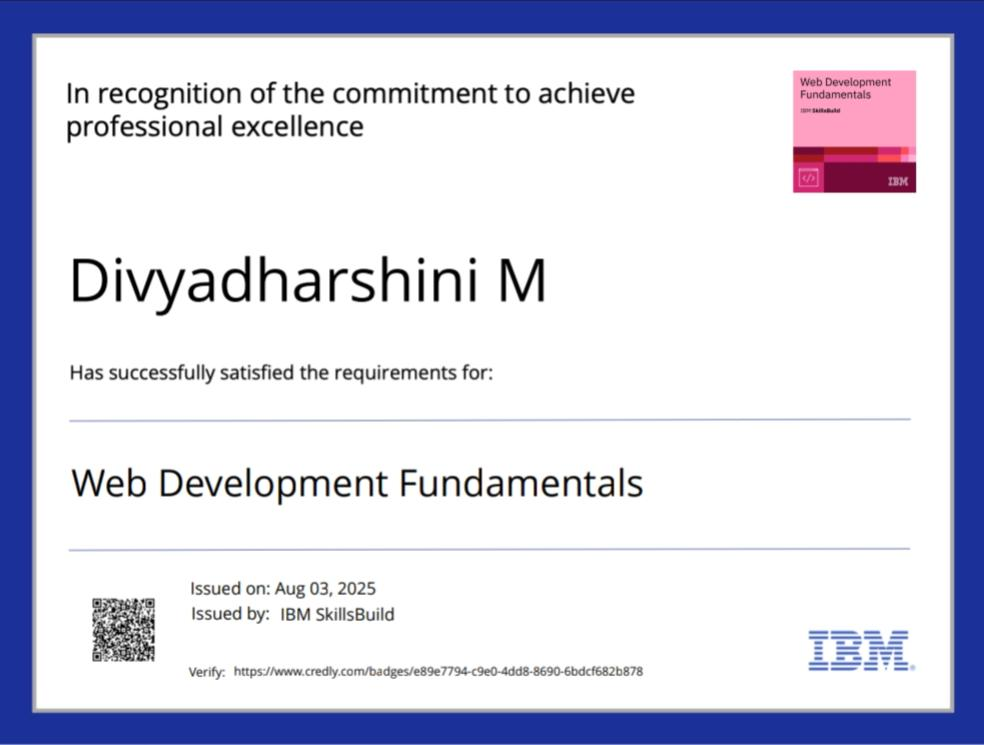 In recognition of the commitment to achieve
professional excellence
Web Development
Fundamentals
IBM SkillsBuild
</>
IBM
Divyadharshini M
Has successfully satisfied the requirements for:
Web Development Fundamentals
Issued on: Aug 03, 2025
Issued by: IBM SkillsBuild
Verify: https://www.credly.com/badges/e89e7794-c9e0-4dd8-8690-6bdcf682b878
IBM®